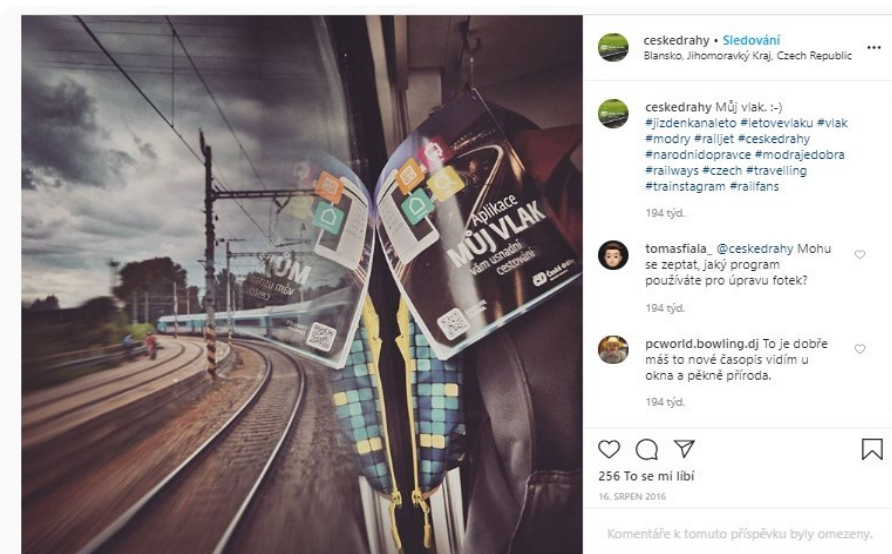 Aplikace
MŮJ VLAK
vám usnadní
cestování
České dráhy
MŮJ
ceskedrahy • Sledování
Blansko, Jihomoravký Kraj, Czech Republic
ceskedrahy Můj vlak. :-)
#jizdenkanaleto #letovevlaku #vlak
#modry #railjet #ceskedrahy
#narodnidopravce #modrajedobra
#railways #czech #travelling
#trainstagram #railfans
194 týd.
tomasfiala_ @ceskedrahy Mohu
se zeptat, jaký program
používáte pro úpravu fotek?
194 týd.
pcworld.bowling.dj To je dobře
máš to nové časopis vidím u
okna a pěkně příroda.
194 týd.
256 To se mi líbí
16. SRPEN 2016
Komentáře k tomuto příspěvku byly omezeny.